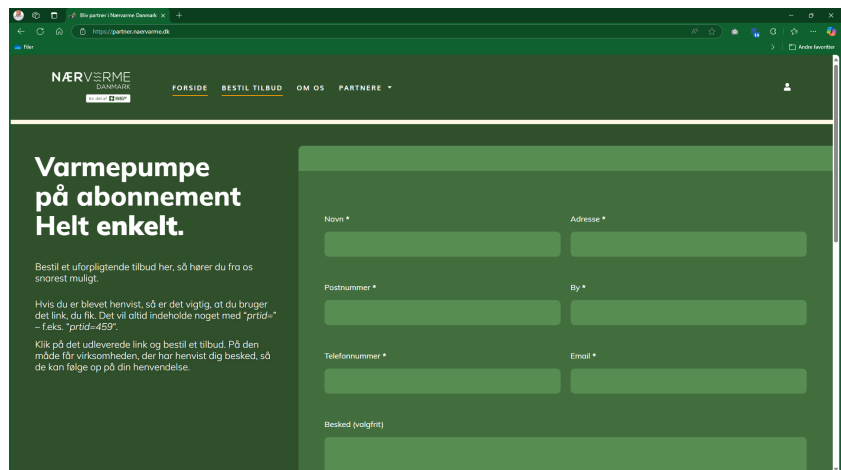 Bliv partner i Nærvarme Danmark
https://partner.naervarme.dk
Filer
Andre favoritter
NÆRVERME
DANMARK
En del af SEF
FORSIDE BESTIL TILBUD OM OS PARTNERE
Varmepumpe
på abonnement
Helt enkelt.
Bestil et uforpligtende tilbud her, så hører du fra os
snarest muligt.
Hvis du er blevet henvist, så er det vigtig, at du bruger
det link, du fik. Det vil altid indeholde noget med “prtid=”
– f.eks. “prtid=459”.
Klik på det udleverede link og bestil et tilbud. På den
måde får virksomheden, der har henvist dig besked, så
de kan følge op på din henvendelse.
Navn * Adresse *
Postnummer * By *
Telefonnummer * Email *
Besked (valgfrit)